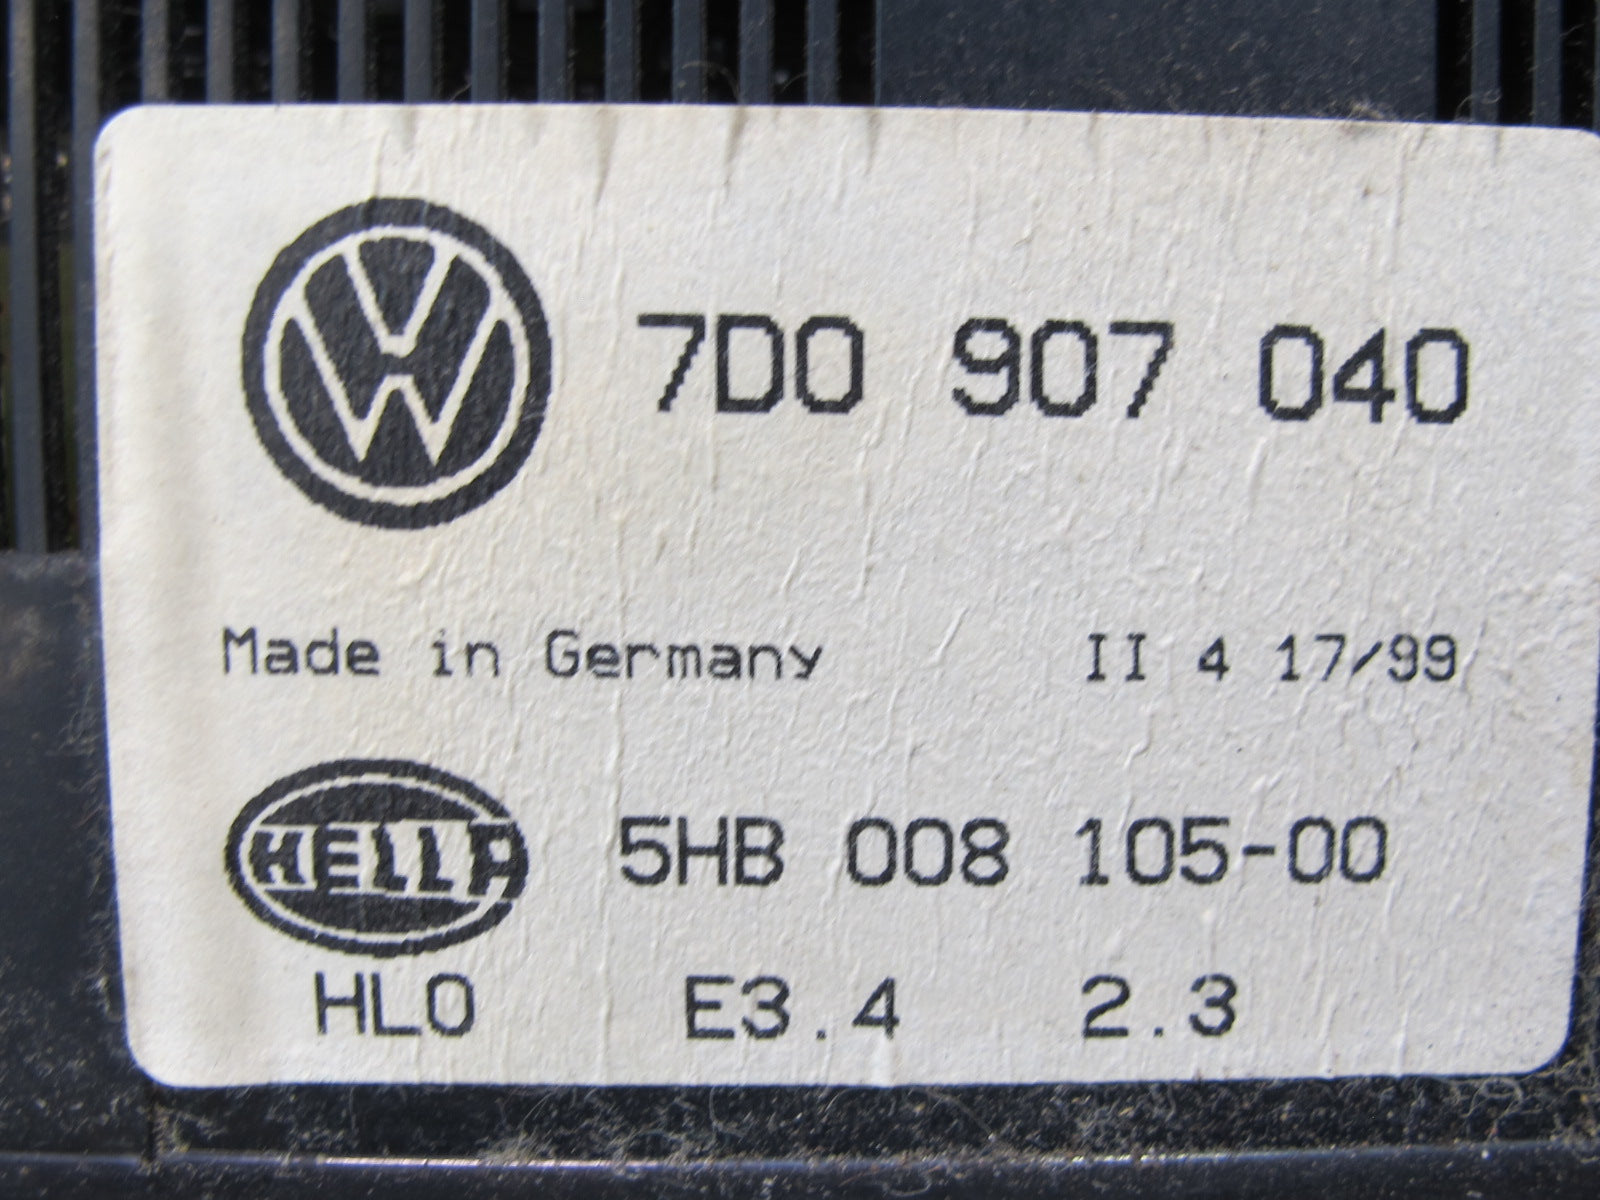 VW 7D0 907 040
Made in Germany II 4 17/99
HELLA 5HB 008 105-00
HLO E3.4 2.3